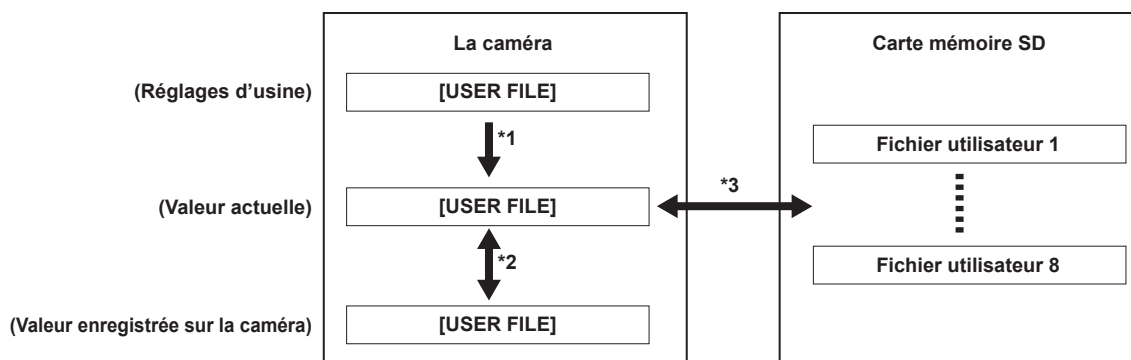 La caméra
Carte mémoire SD
(Réglages d’usine)
[USER FILE]
*1
Fichier utilisateur 1
*3
(Valeur actuelle)
[USER FILE]
*2
Fichier utilisateur 8
(Valeur enregistrée sur la caméra)
[USER FILE]